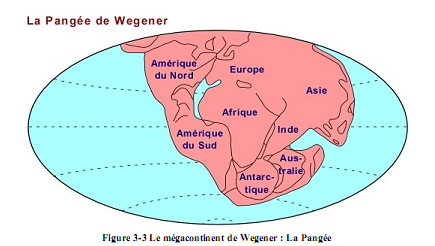 La Pangée de Wegener
Amérique
du Nord
Europe
Asie
Afrique
Amérique
du Sud
Inde
Aus-
tralie
Antarc-
tique
Figure 3-3 Le mégacontinent de Wegener : La Pangée